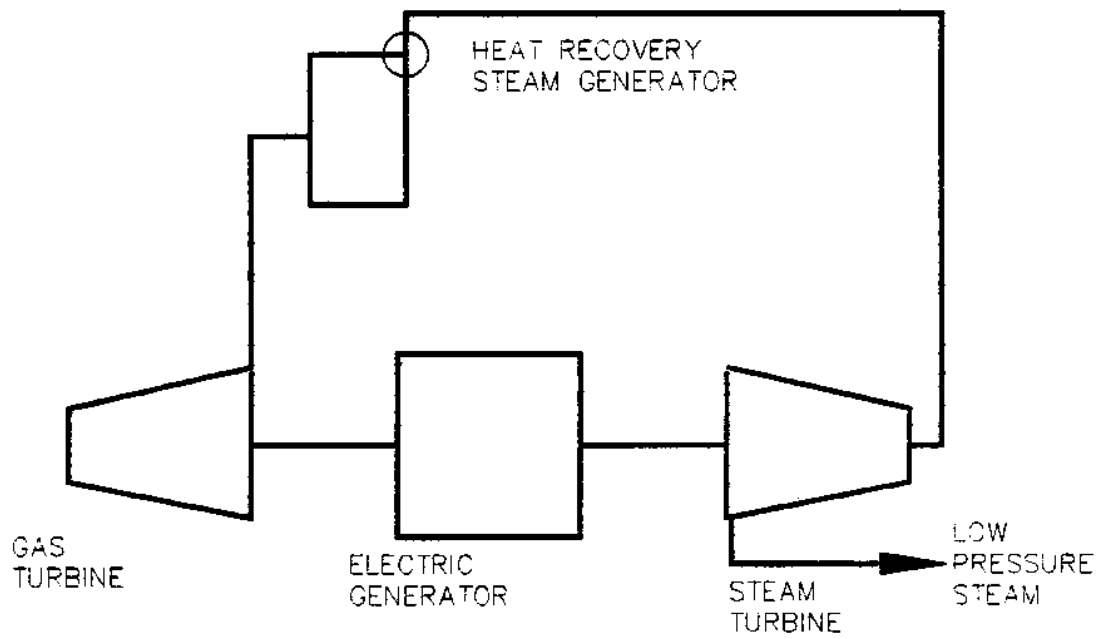 HEAT RECOVERY
STEAM GENERATOR
GAS
TURBINE
ELECTRIC
GENERATOR
STEAM
TURBINE
LOW
PRESSURE
STEAM